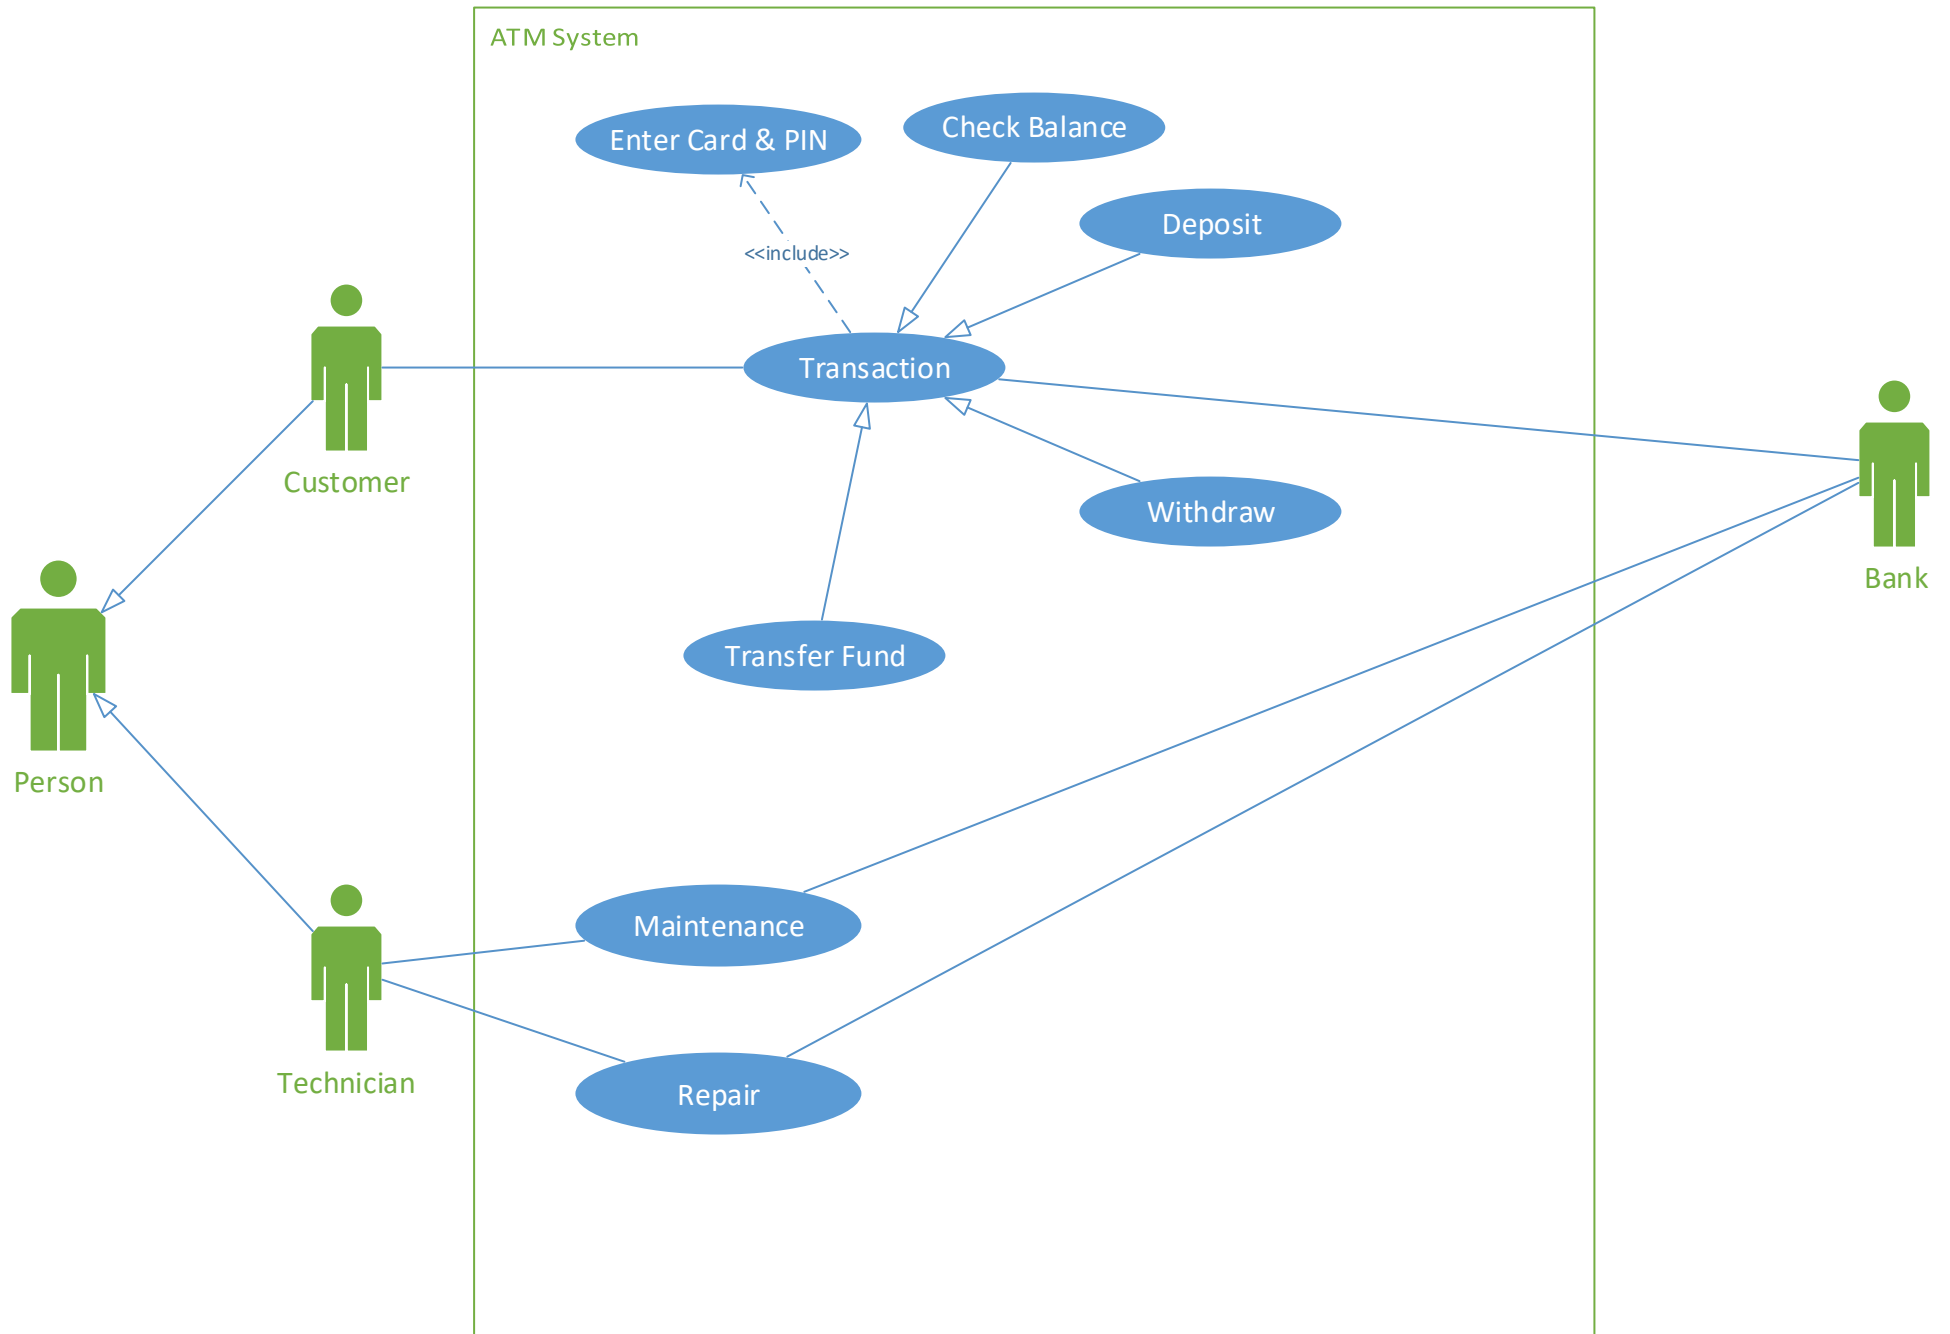 ATM System
Enter Card & PIN
Check Balance
Deposit
<<include>>
Transaction
Customer
Withdraw
Bank
Transfer Fund
Person
Maintenance
Technician
Repair